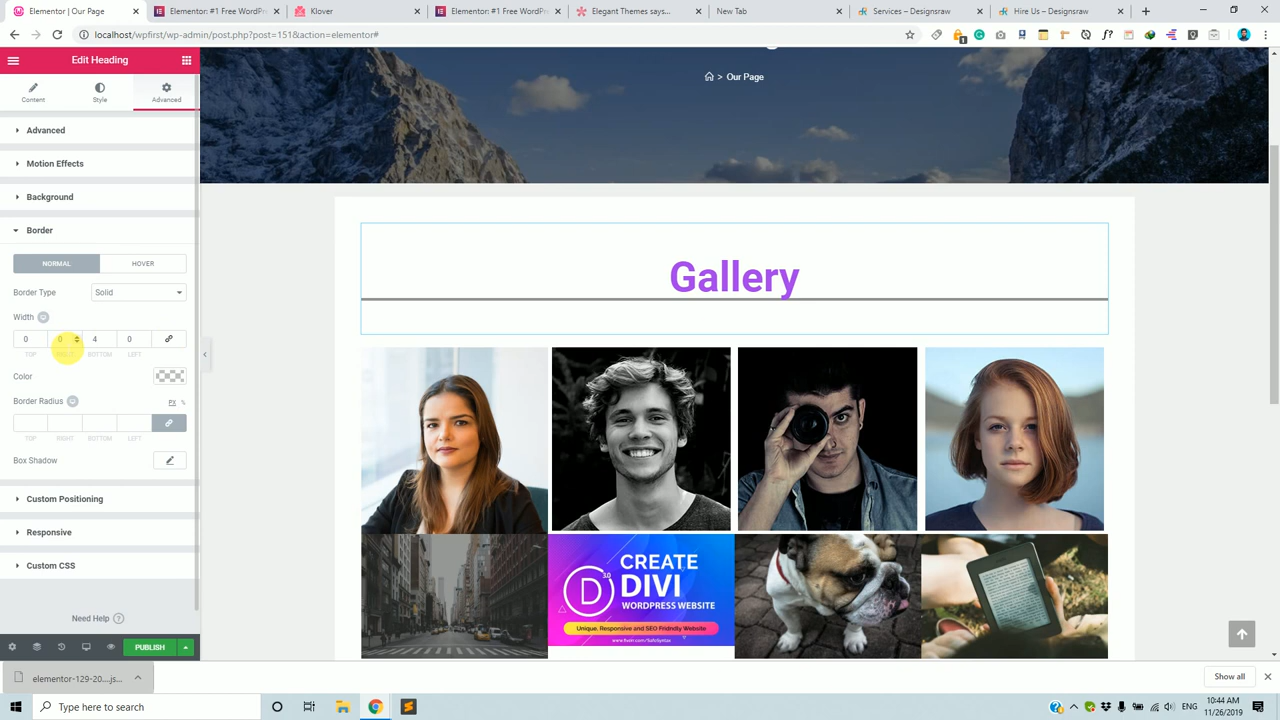 Elementor | Our Page
Elementor: #1 Free WordPr
Klover
Elementor: #1 Free WordPr
Elegant Themes says...
New Tab
Services – Designsraw
Hire Us – Designsraw
localhost/wpfirst/wp-admin/post.php?post=151&action=elementor#
Edit Heading
Content
Style
Advanced
Advanced
Motion Effects
Background
Border
NORMAL
HOVER
Border Type
Solid
Width
0 0 4 0
TOP RIGHT BOTTOM LEFT
Color
Border Radius
PX %
TOP RIGHT BOTTOM LEFT
Box Shadow
Custom Positioning
Responsive
Custom CSS
Need Help
PUBLISH
> Our Page
Gallery
CREATE
D 3.0 DIVI
WORDPRESS WEBSITE
Unique, Responsive and SEO Friendly Website
elementor-129-20....js...
Show all
Type here to search
ENG
10:44 AM
11/26/2019